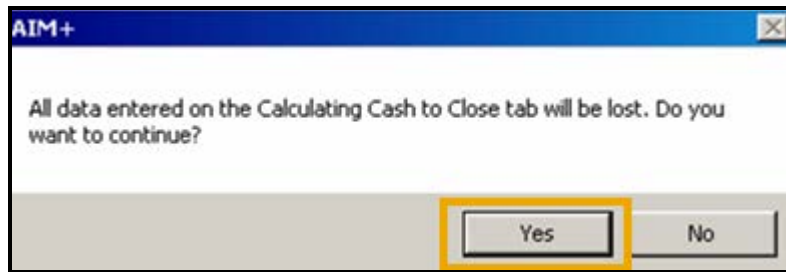 AIM+
All data entered on the Calculating Cash to Close tab will be lost. Do you
want to continue?
Yes
No